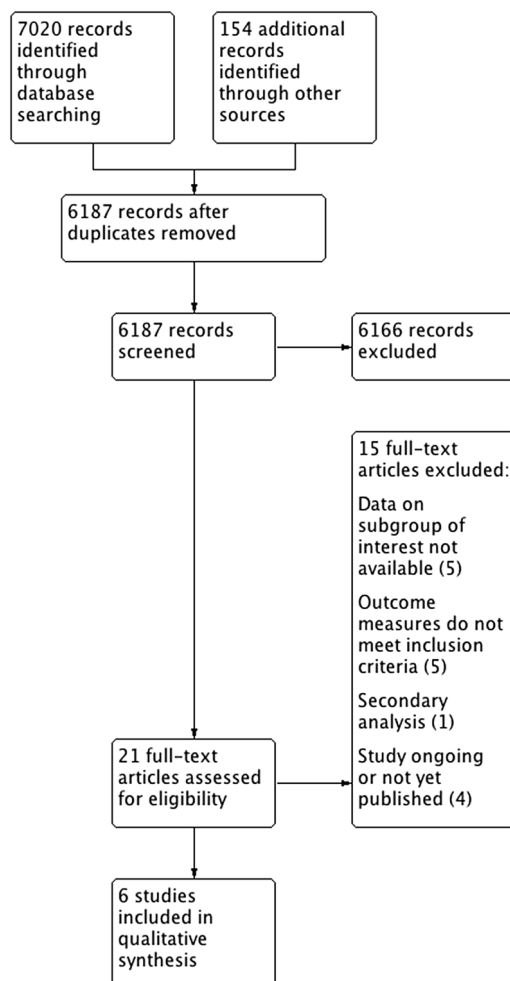 7020 records
identified
through
database
searching
154 additional
records
identified
through other
sources
6187 records after
duplicates removed
6187 records
screened
6166 records
excluded
15 full-text
articles excluded:
Data on
subgroup of
interest not
available (5)
Outcome
measures do not
meet inclusion
criteria (5)
Secondary
analysis (1)
Study ongoing
or not yet
published (4)
21 full-text
articles assessed
for eligibility
6 studies
included in
qualitative
synthesis